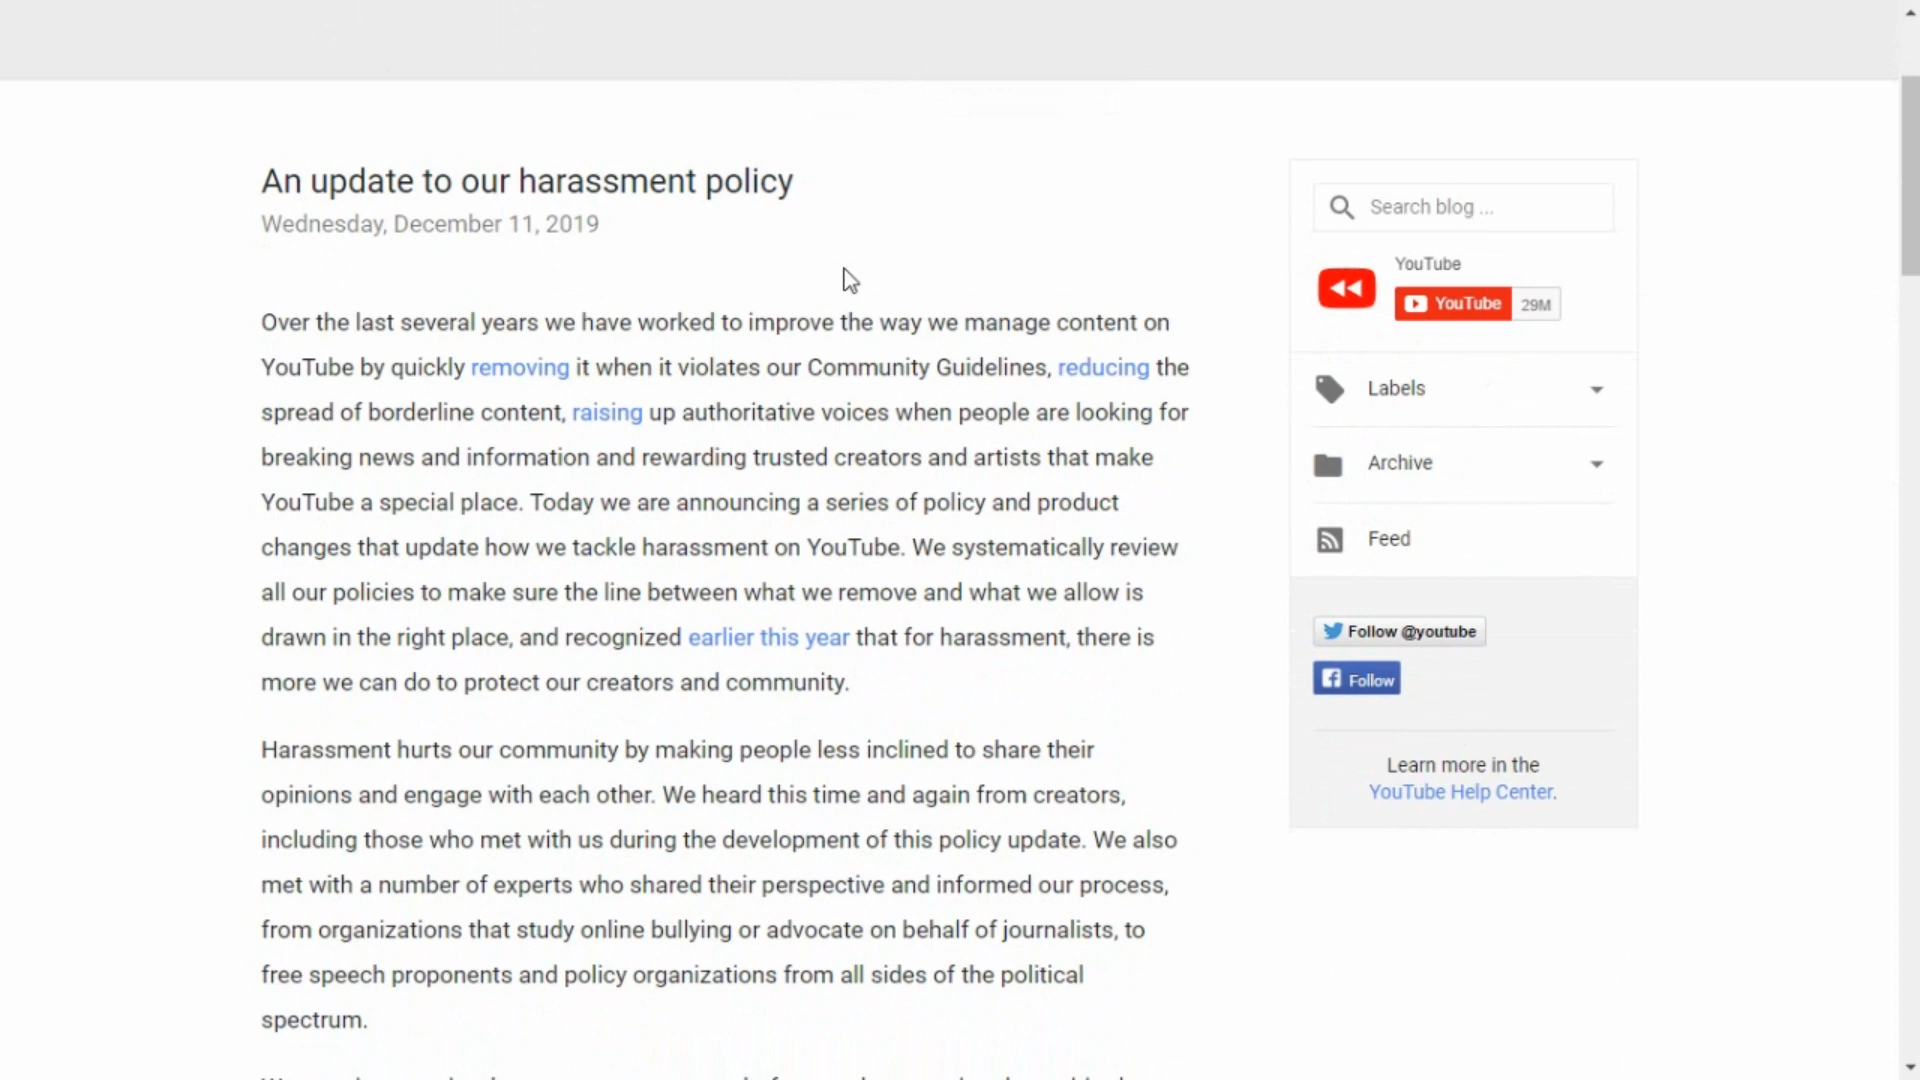 An update to our harassment policy
Wednesday, December 11, 2019
Over the last several years we have worked to improve the way we manage content on
YouTube by quickly removing it when it violates our Community Guidelines, reducing the
spread of borderline content, raising up authoritative voices when people are looking for
breaking news and information and rewarding trusted creators and artists that make
YouTube a special place. Today we are announcing a series of policy and product
changes that update how we tackle harassment on YouTube. We systematically review
all our policies to make sure the line between what we remove and what we allow is
drawn in the right place, and recognized earlier this year that for harassment, there is
more we can do to protect our creators and community.
Harassment hurts our community by making people less inclined to share their
opinions and engage with each other. We heard this time and again from creators,
including those who met with us during the development of this policy update. We also
met with a number of experts who shared their perspective and informed our process,
from organizations that study online bullying or advocate on behalf of journalists, to
free speech proponents and policy organizations from all sides of the political
spectrum.
Search blog ...
YouTube
YouTube 29M
Labels
Archive
Feed
Follow @youtube
Follow
Learn more in the
YouTube Help Center.